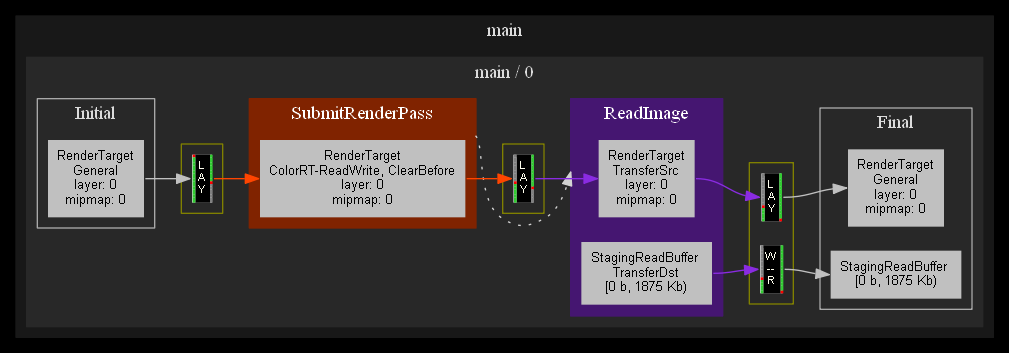 main
main / 0
Initial
RenderTarget
General
layer: 0
mipmap: 0
L
A
Y
SubmitRenderPass
RenderTarget
ColorRT-ReadWrite, ClearBefore
layer: 0
mipmap: 0
L
A
Y
ReadImage
RenderTarget
TransferSrc
layer: 0
mipmap: 0
StagingReadBuffer
TransferDst
[0 b, 1875 Kb)
L
A
Y
W
--
R
Final
RenderTarget
General
layer: 0
mipmap: 0
StagingReadBuffer
[0 b, 1875 Kb)